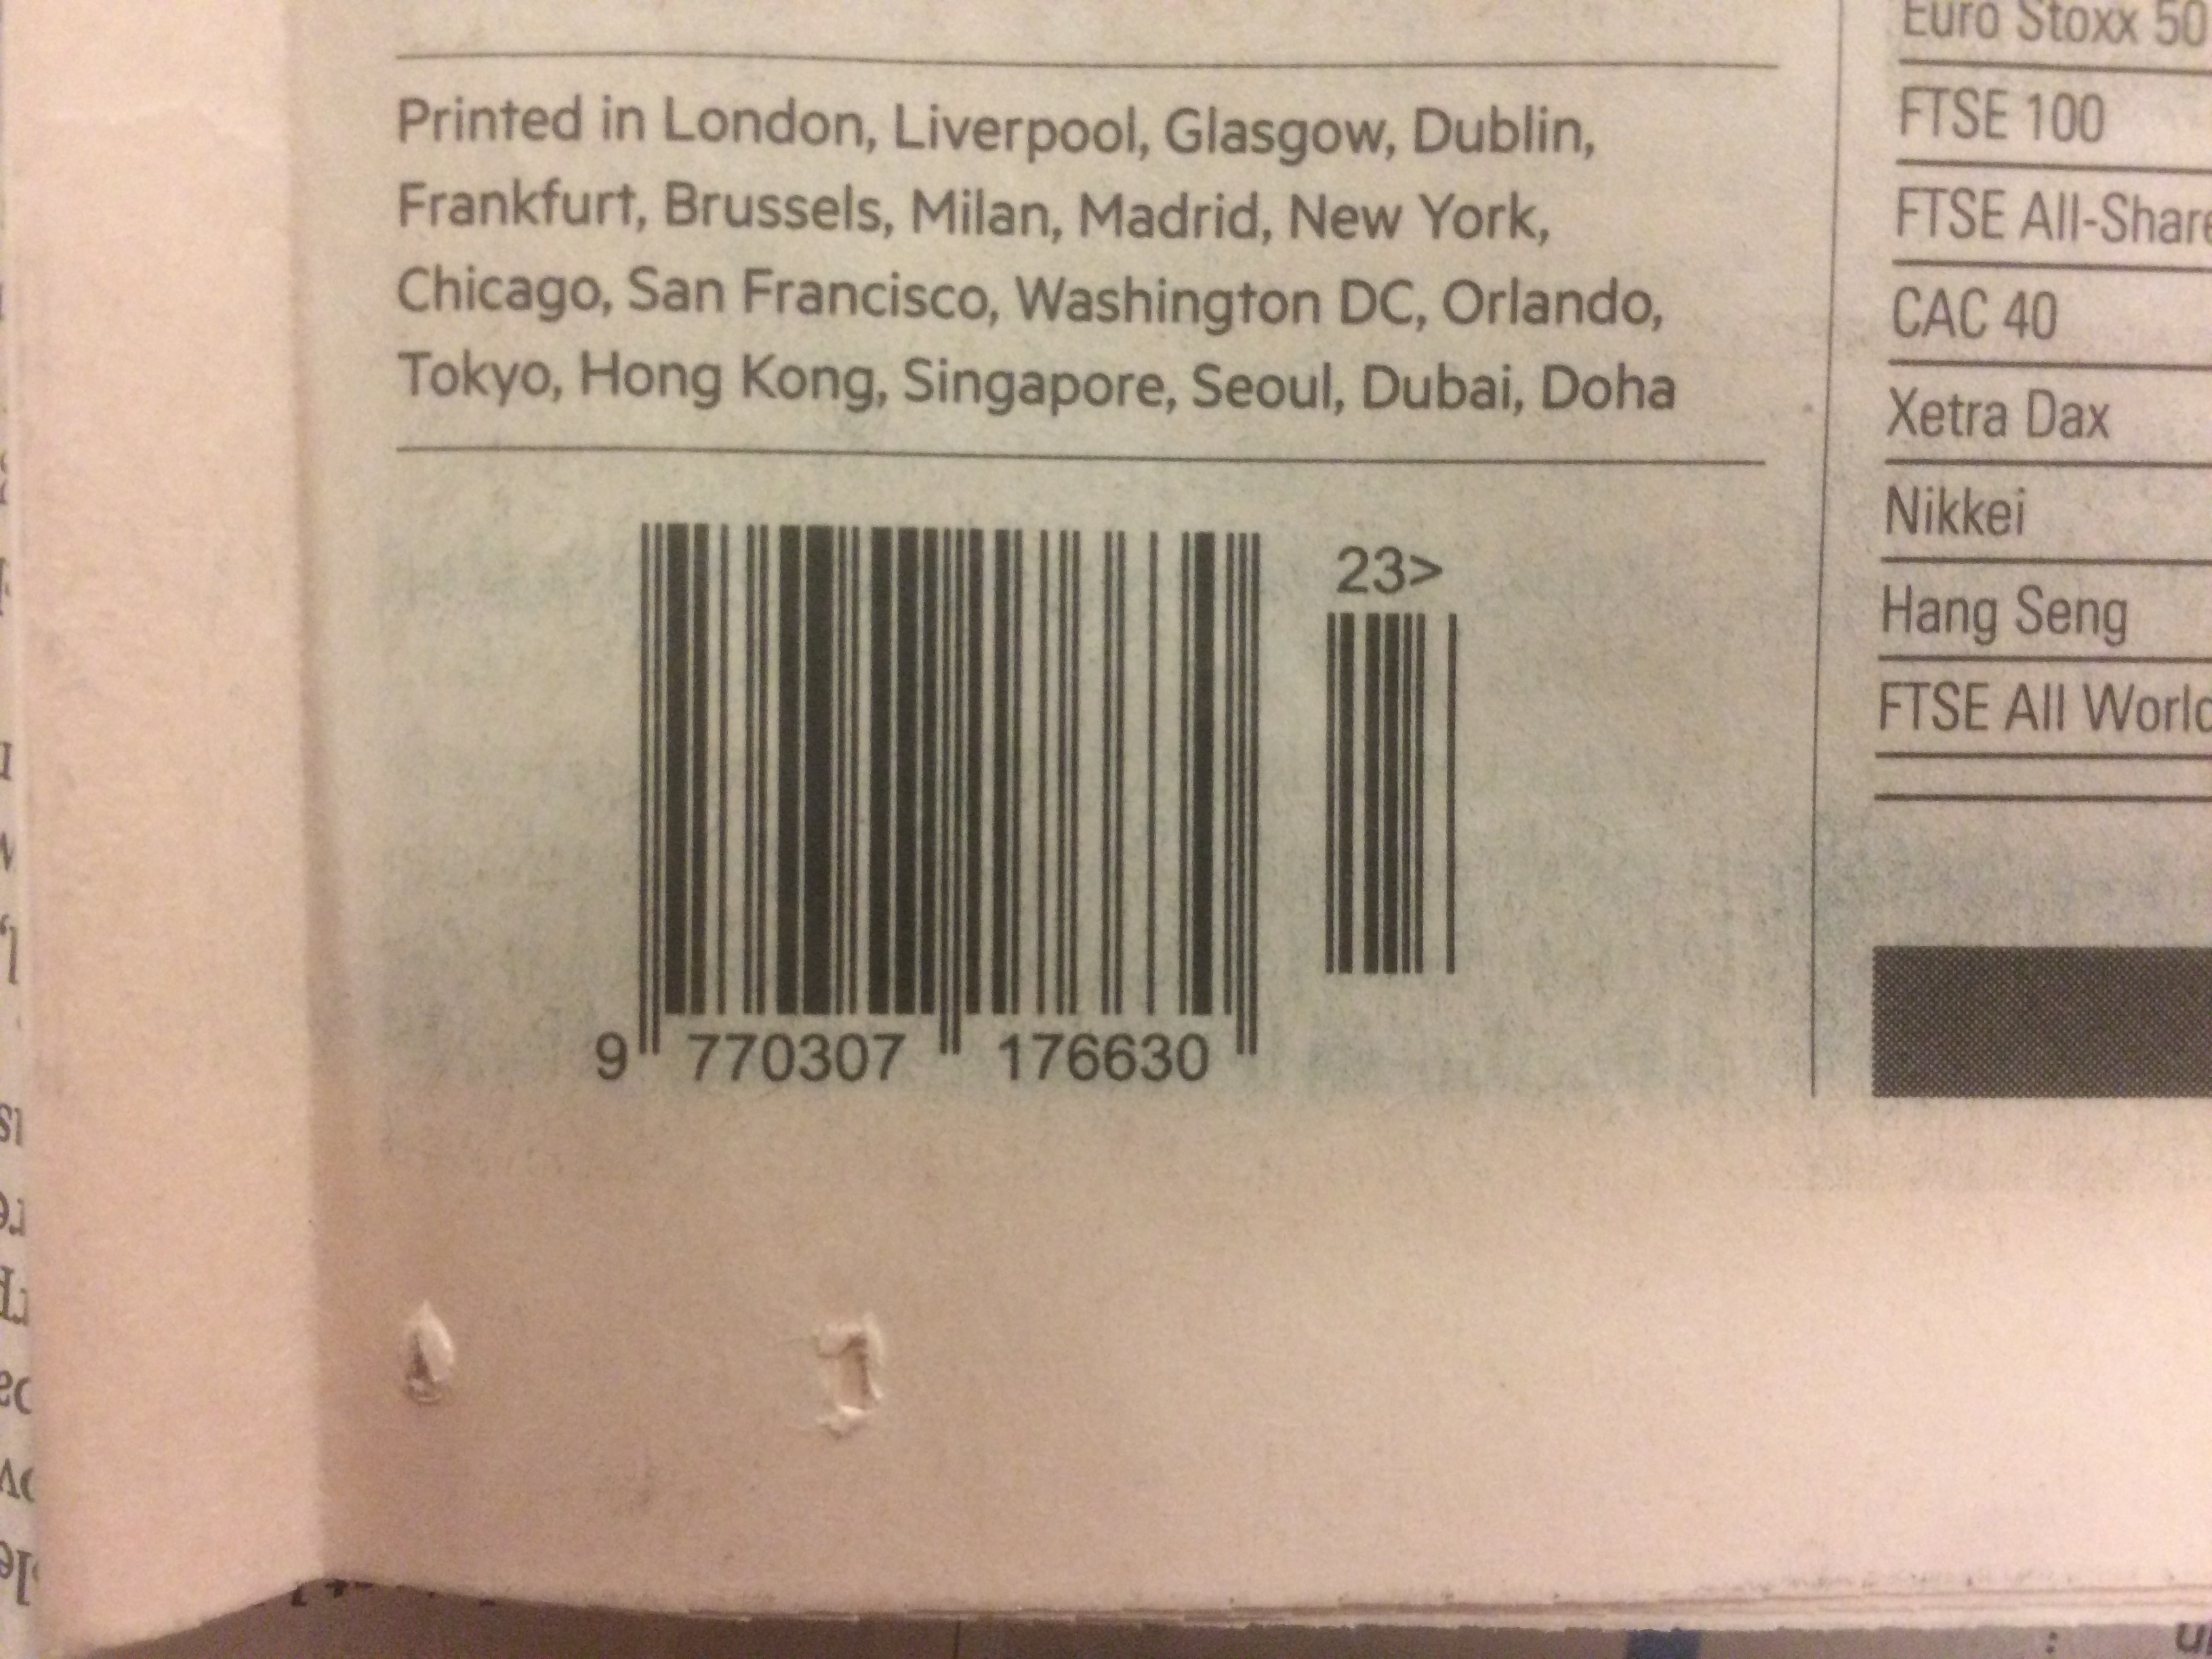 Printed in London, Liverpool, Glasgow, Dublin,
Frankfurt, Brussels, Milan, Madrid, New York,
Chicago, San Francisco, Washington DC, Orlando,
Tokyo, Hong Kong, Singapore, Seoul, Dubai, Doha
23>
9 770307 176630
Euro Stoxx 50
FTSE 100
FTSE All-Share
CAC 40
Xetra Dax
Nikkei
Hang Seng
FTSE All World